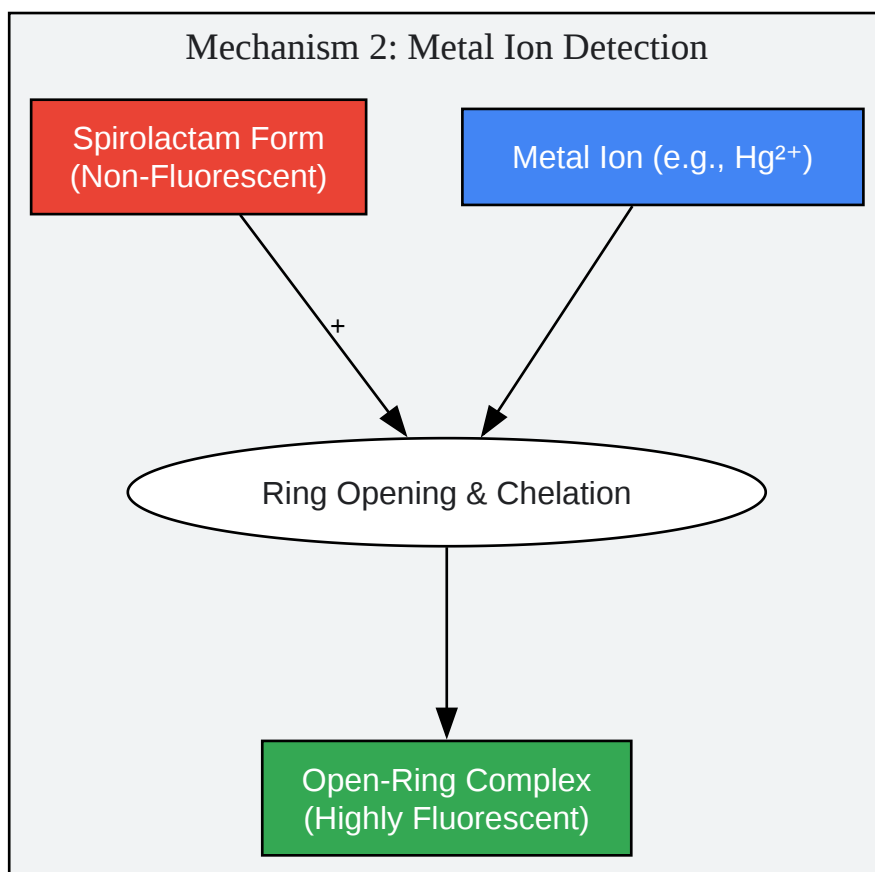 Mechanism 2: Metal Ion Detection
Spirolactam Form
(Non-Fluorescent)
Metal Ion (e.g., Hg²⁺)
+
Ring Opening & Chelation
Open-Ring Complex
(Highly Fluorescent)